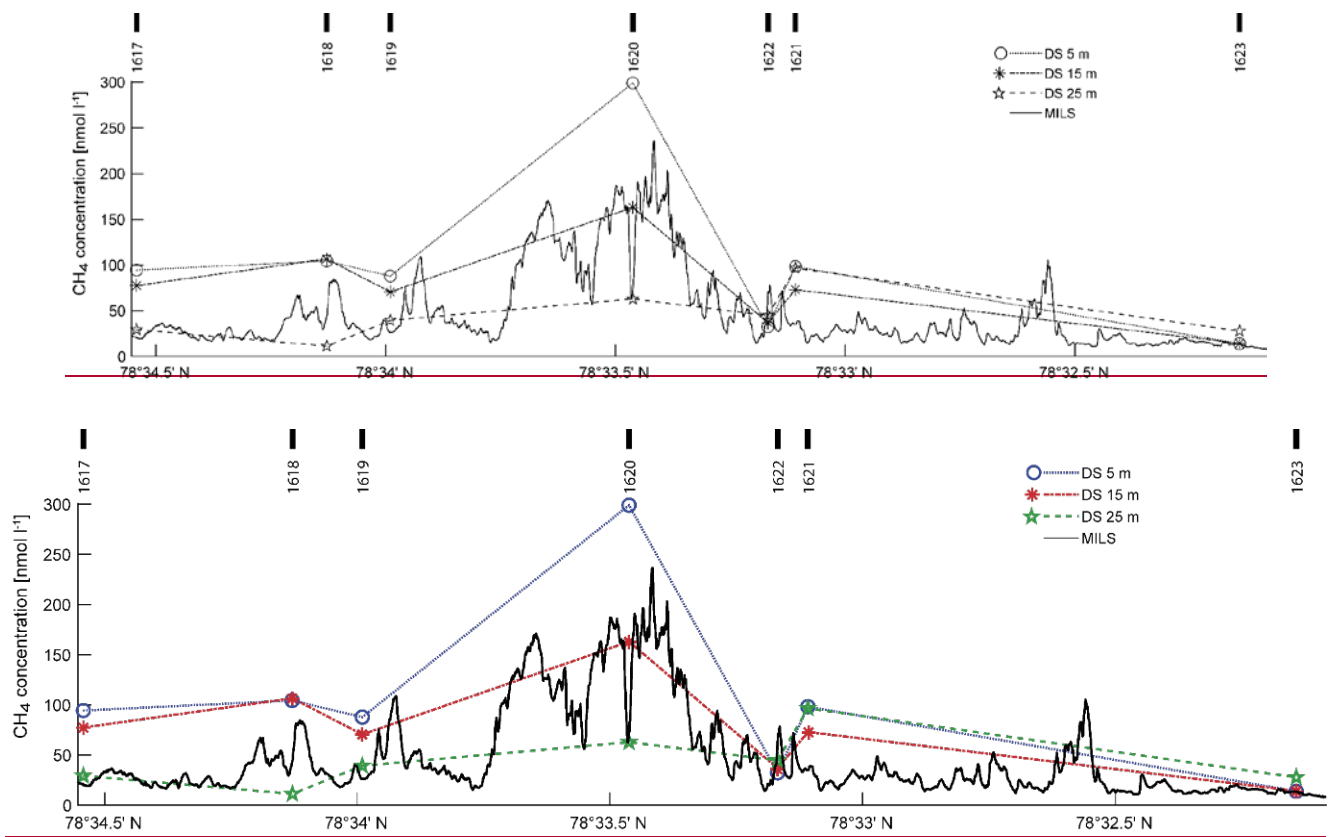 1617 1618 1619 1620 1622 1621 1623
DS 5 m
DS 15 m
DS 25 m
MILS
CH₄ concentration [nmol l⁻¹]
300
250
200
150
100
50
0
78°34.5' N 78°34' N 78°33.5' N 78°33' N 78°32.5' N
1617 1618 1619 1620 1622 1621 1623
DS 5 m
DS 15 m
DS 25 m
MILS
CH₄ concentration [nmol l⁻¹]
300
250
200
150
100
50
0
78°34.5' N 78°34' N 78°33.5' N 78°33' N 78°32.5' N